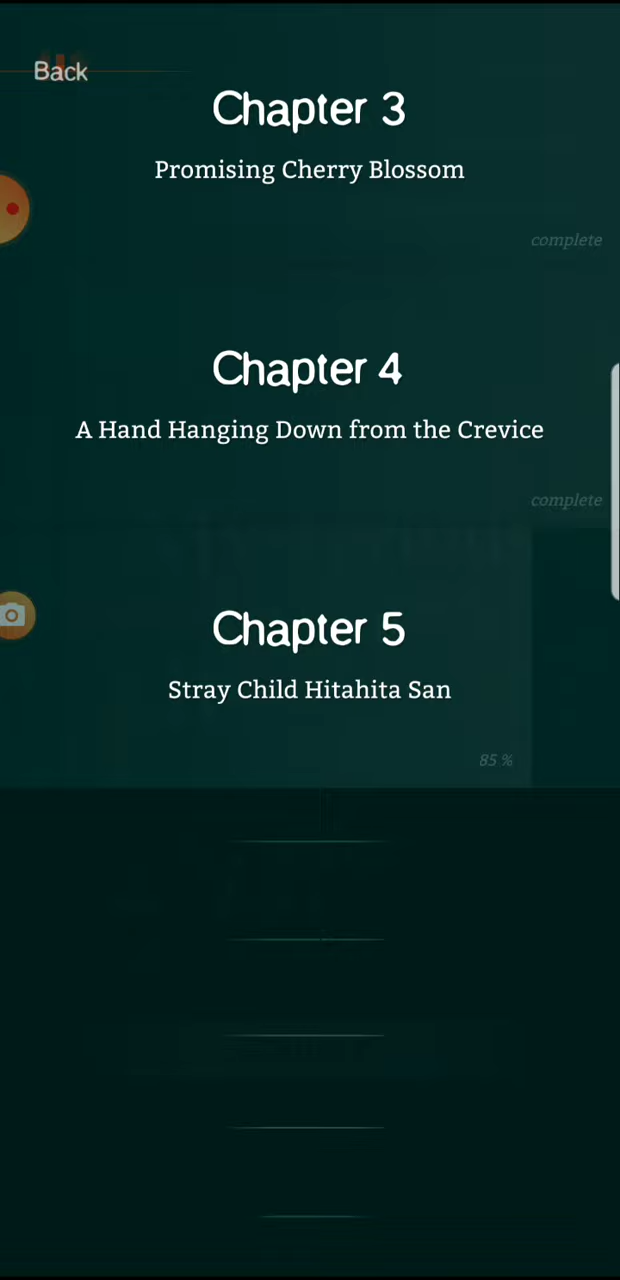 Back
Chapter 3
Promising Cherry Blossom
complete
Chapter 4
A Hand Hanging Down from the Crevice
complete
Chapter 5
Stray Child Hitahita San
85 %